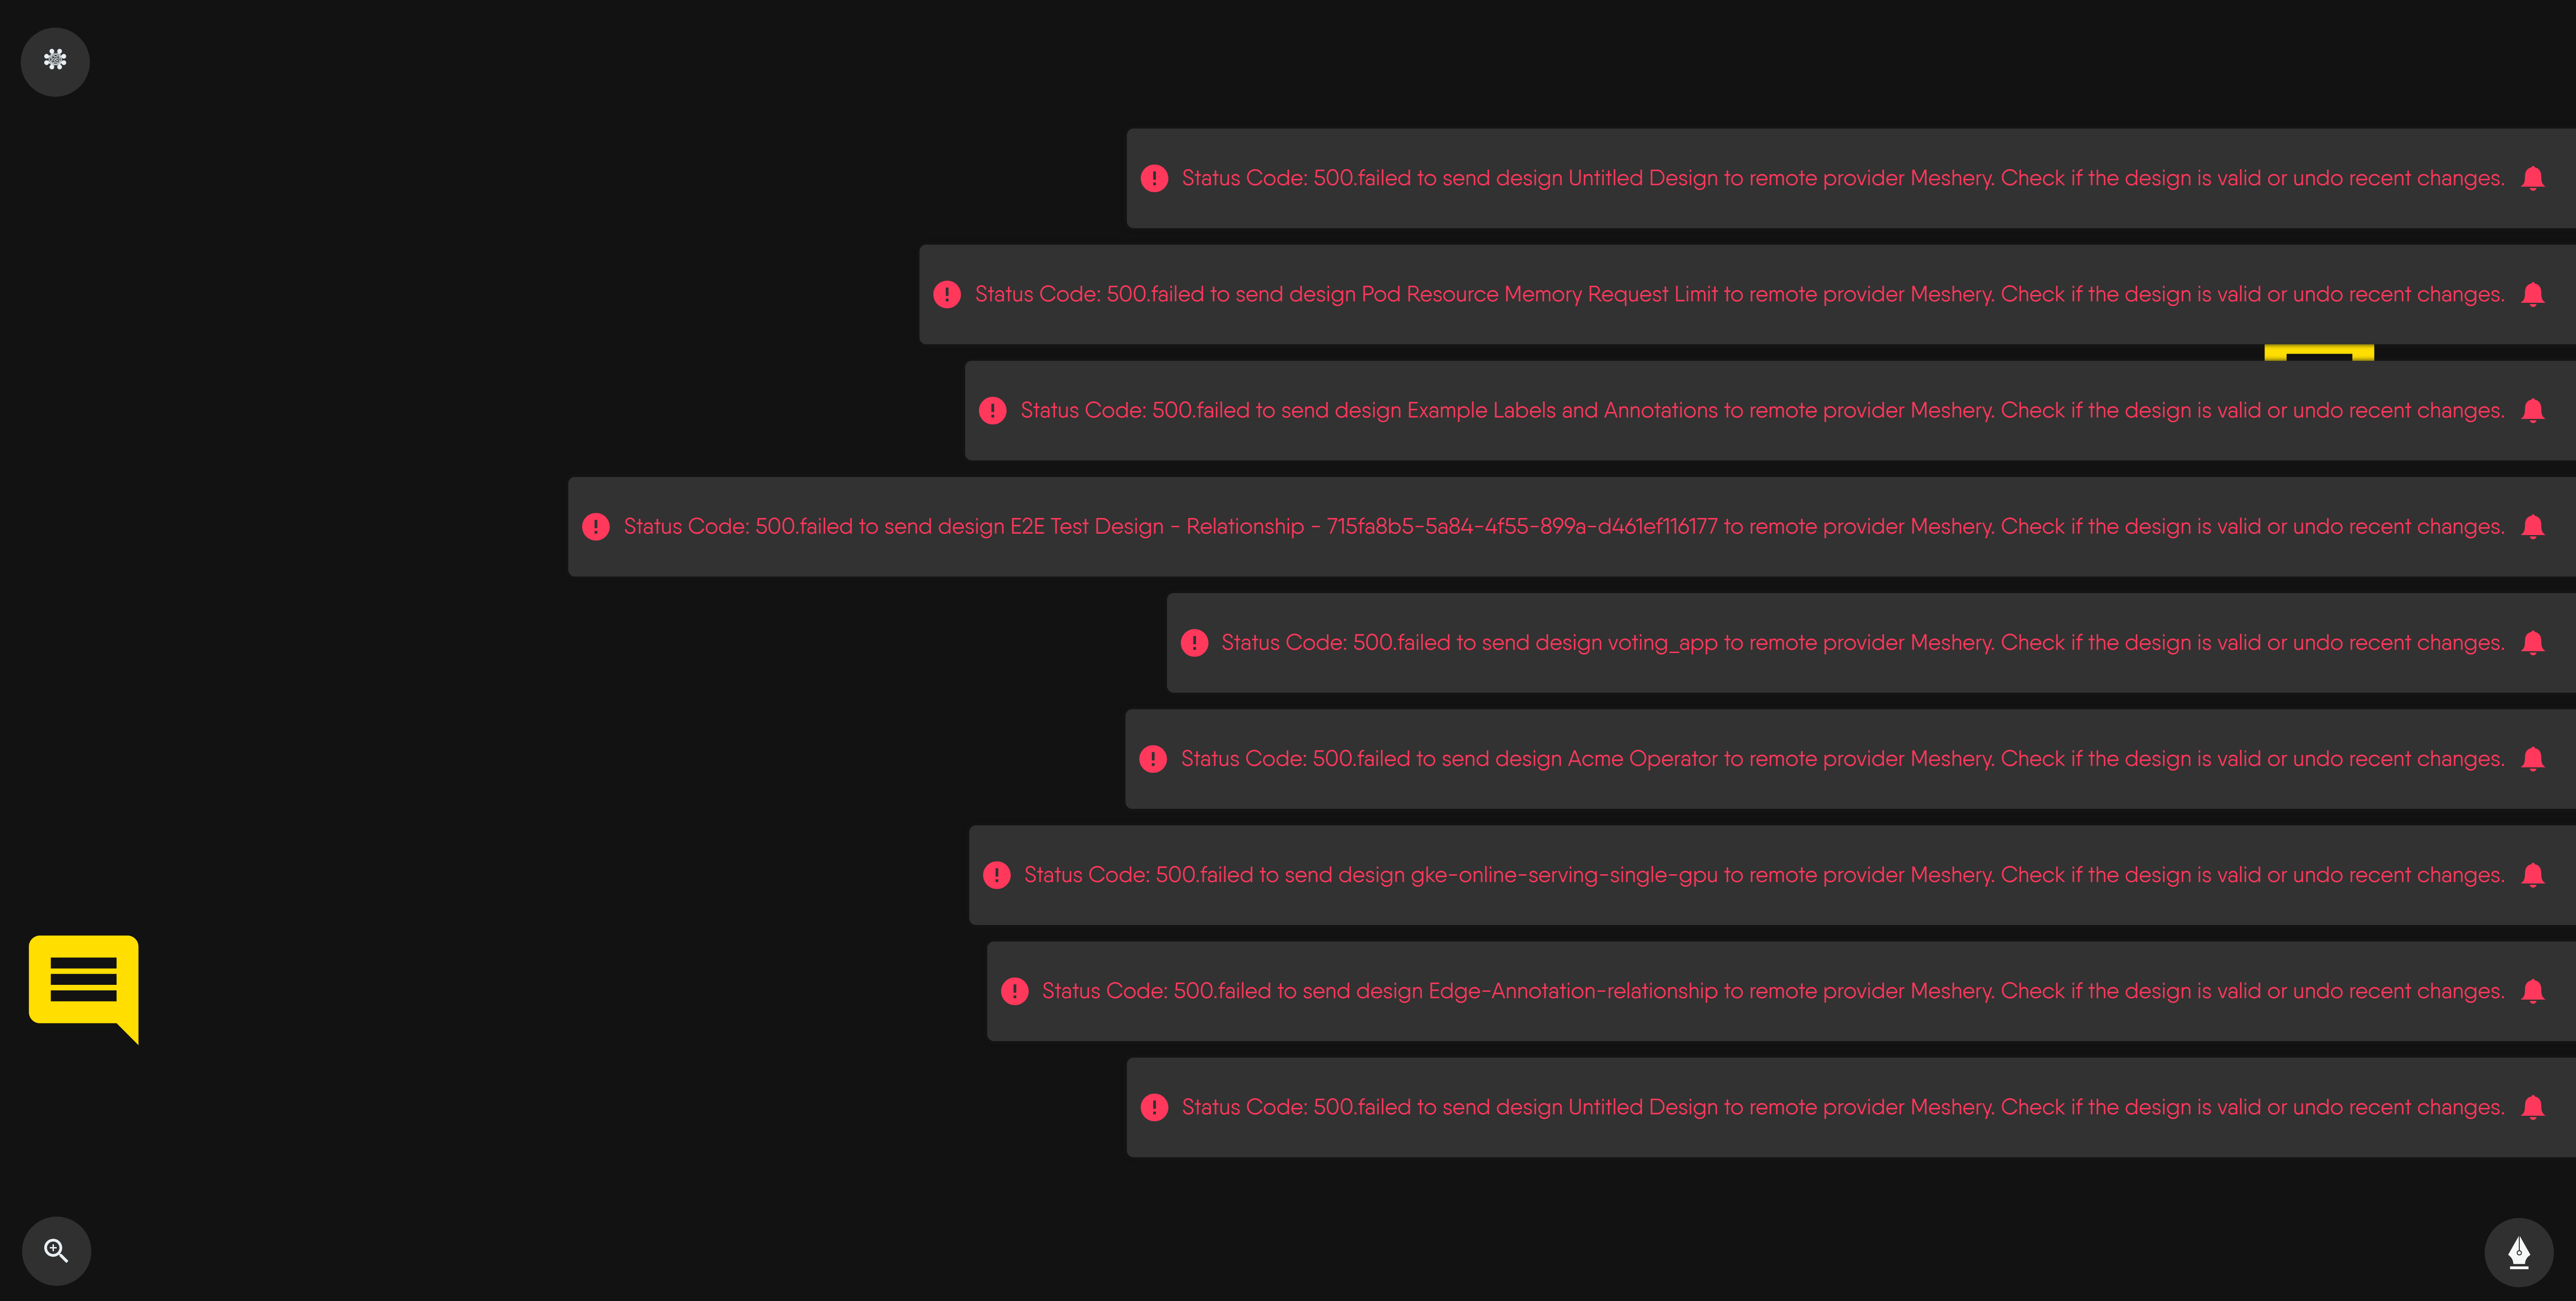 Status Code: 500.failed to send design Untitled Design to remote provider Meshery. Check if the design is valid or undo recent changes.
Status Code: 500.failed to send design Pod Resource Memory Request Limit to remote provider Meshery. Check if the design is valid or undo recent changes.
Status Code: 500.failed to send design Example Labels and Annotations to remote provider Meshery. Check if the design is valid or undo recent changes.
Status Code: 500.failed to send design E2E Test Design - Relationship - 715fa8b5-5a84-4f55-899a-d461ef116177 to remote provider Meshery. Check if the design is valid or undo recent changes.
Status Code: 500.failed to send design voting_app to remote provider Meshery. Check if the design is valid or undo recent changes.
Status Code: 500.failed to send design Acme Operator to remote provider Meshery. Check if the design is valid or undo recent changes.
Status Code: 500.failed to send design gke-online-serving-single-gpu to remote provider Meshery. Check if the design is valid or undo recent changes.
Status Code: 500.failed to send design Edge-Annotation-relationship to remote provider Meshery. Check if the design is valid or undo recent changes.
Status Code: 500.failed to send design Untitled Design to remote provider Meshery. Check if the design is valid or undo recent changes.